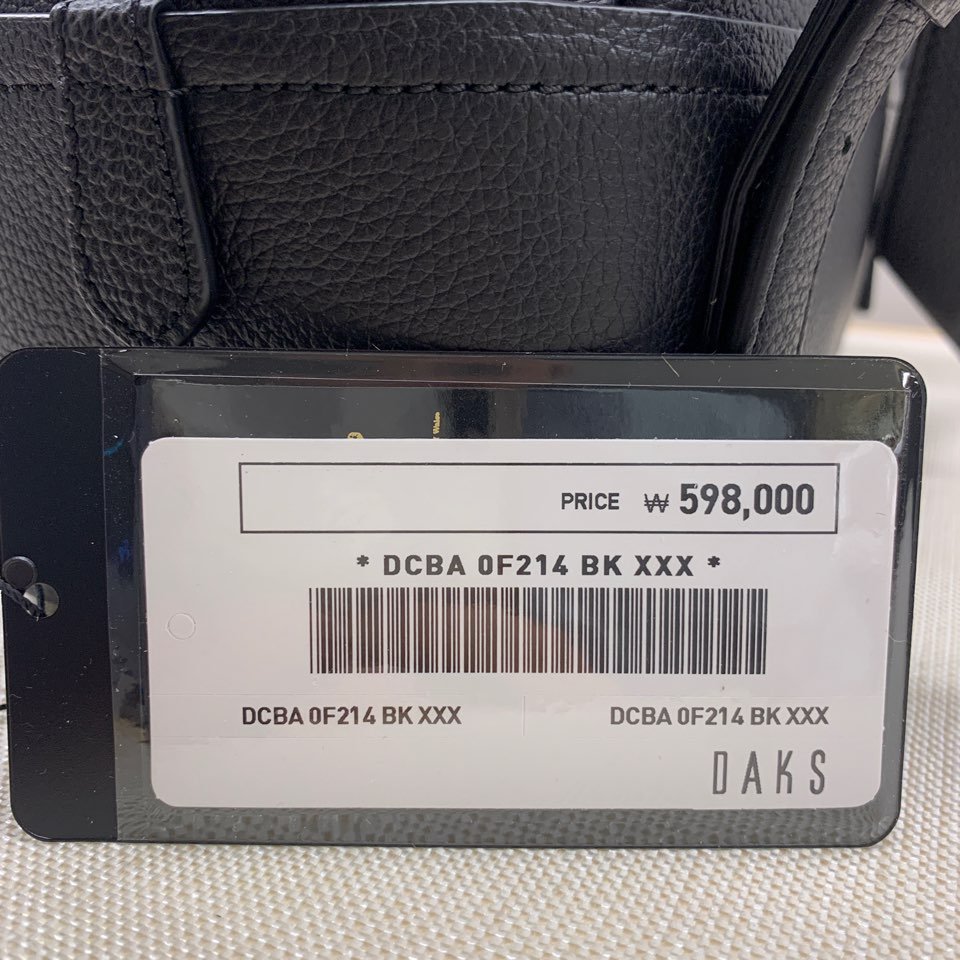 PRICE ₩ 598,000
* DCBA 0F214 BK XXX *
DCBA 0F214 BK XXX DCBA 0F214 BK XXX
DAKS